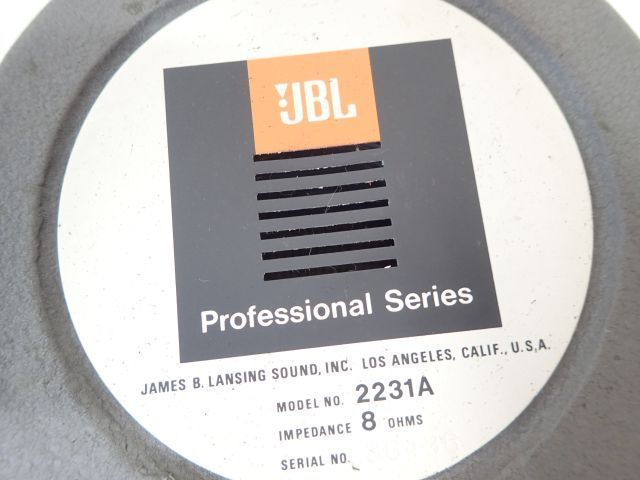 JBL
Professional Series
JAMES B. LANSING SOUND, INC. LOS ANGELES, CALIF., U.S.A.
MODEL NO. 2231A
IMPEDANCE 8 OHMS
SERIAL NO.